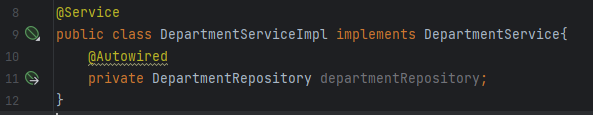 8 @Service
9 public class DepartmentServiceImpl implements DepartmentService{
10 @Autowired
11 private DepartmentRepository departmentRepository;
12 }